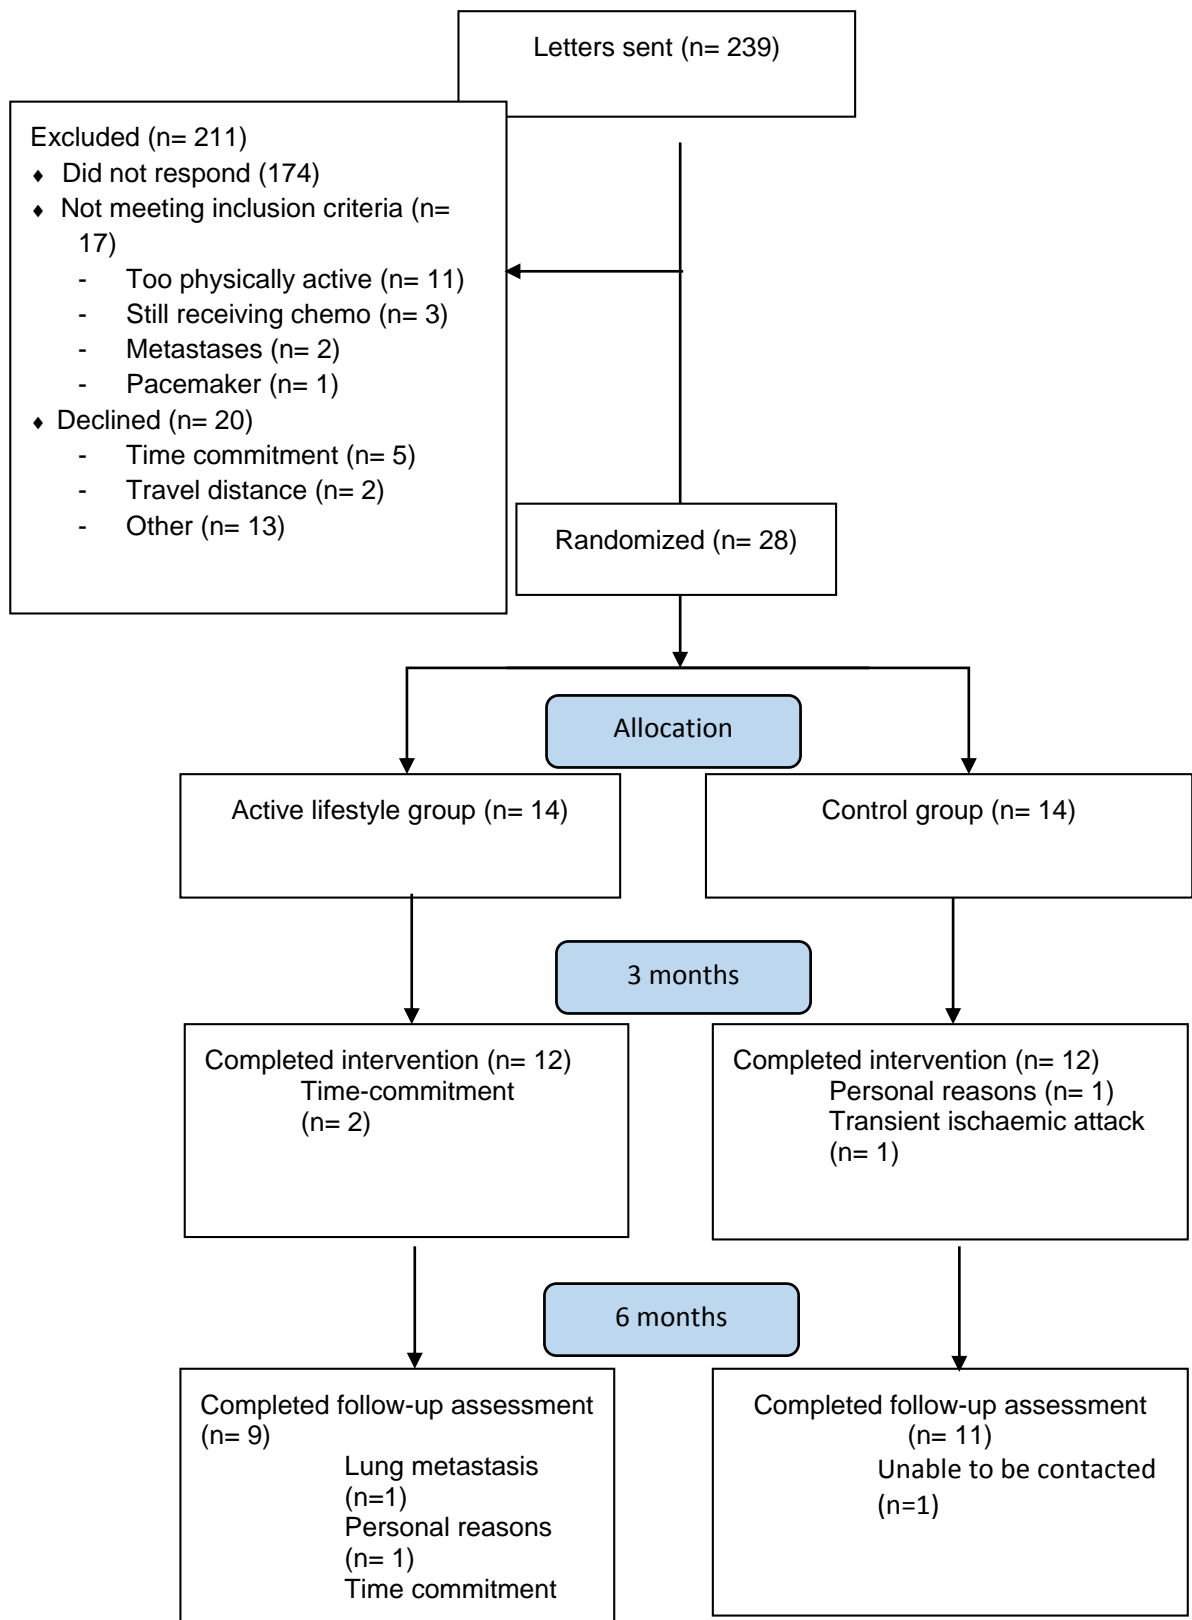 Letters sent (n= 239)
Excluded (n= 211)
♦ Did not respond (174)
♦ Not meeting inclusion criteria (n=
17)
- Too physically active (n= 11)
- Still receiving chemo (n= 3)
- Metastases (n= 2)
- Pacemaker (n= 1)
♦ Declined (n= 20)
- Time commitment (n= 5)
- Travel distance (n= 2)
- Other (n= 13)
Randomized (n= 28)
Allocation
Active lifestyle group (n= 14)
Control group (n= 14)
3 months
Completed intervention (n= 12)
Time-commitment
(n= 2)
Completed intervention (n= 12)
Personal reasons (n= 1)
Transient ischaemic attack
(n= 1)
6 months
Completed follow-up assessment
(n= 9)
Lung metastasis
(n=1)
Personal reasons
(n= 1)
Time commitment
Completed follow-up assessment
(n= 11)
Unable to be contacted
(n=1)